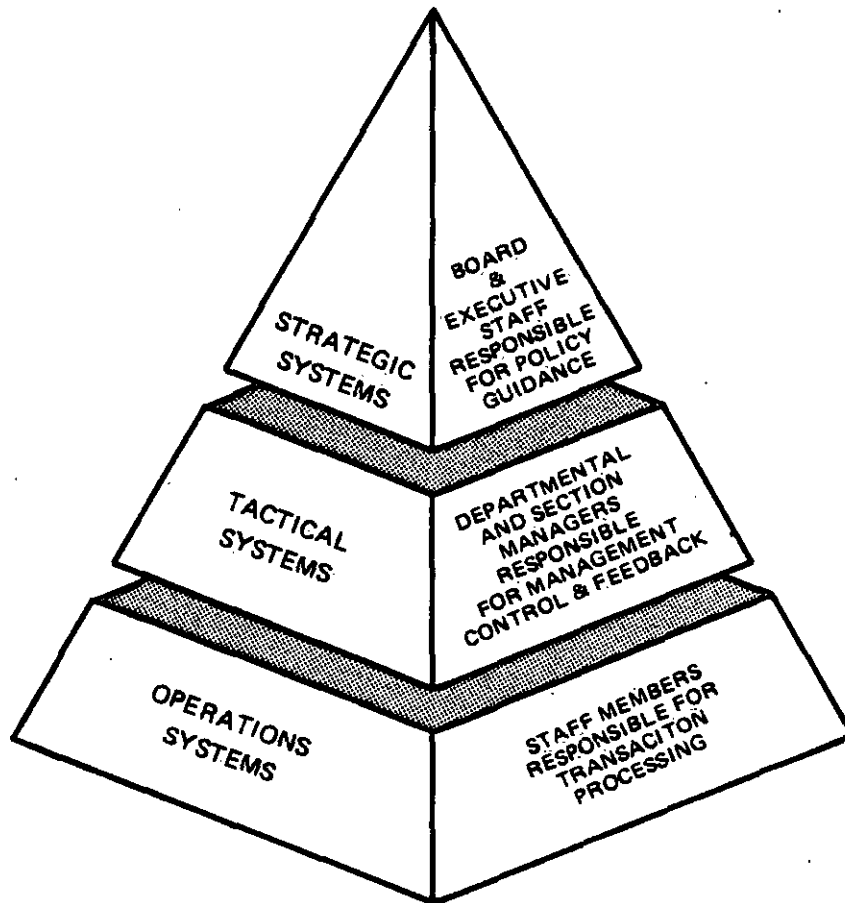 STRATEGIC
SYSTEMS
BOARD
&
EXECUTIVE
STAFF
RESPONSIBLE
FOR POLICY
GUIDANCE
TACTICAL
SYSTEMS
DEPARTMENTAL
AND SECTION
MANAGERS
RESPONSIBLE
FOR MANAGEMENT
CONTROL & FEEDBACK
OPERATIONS
SYSTEMS
STAFF MEMBERS
RESPONSIBLE FOR
TRANSACITON
PROCESSING